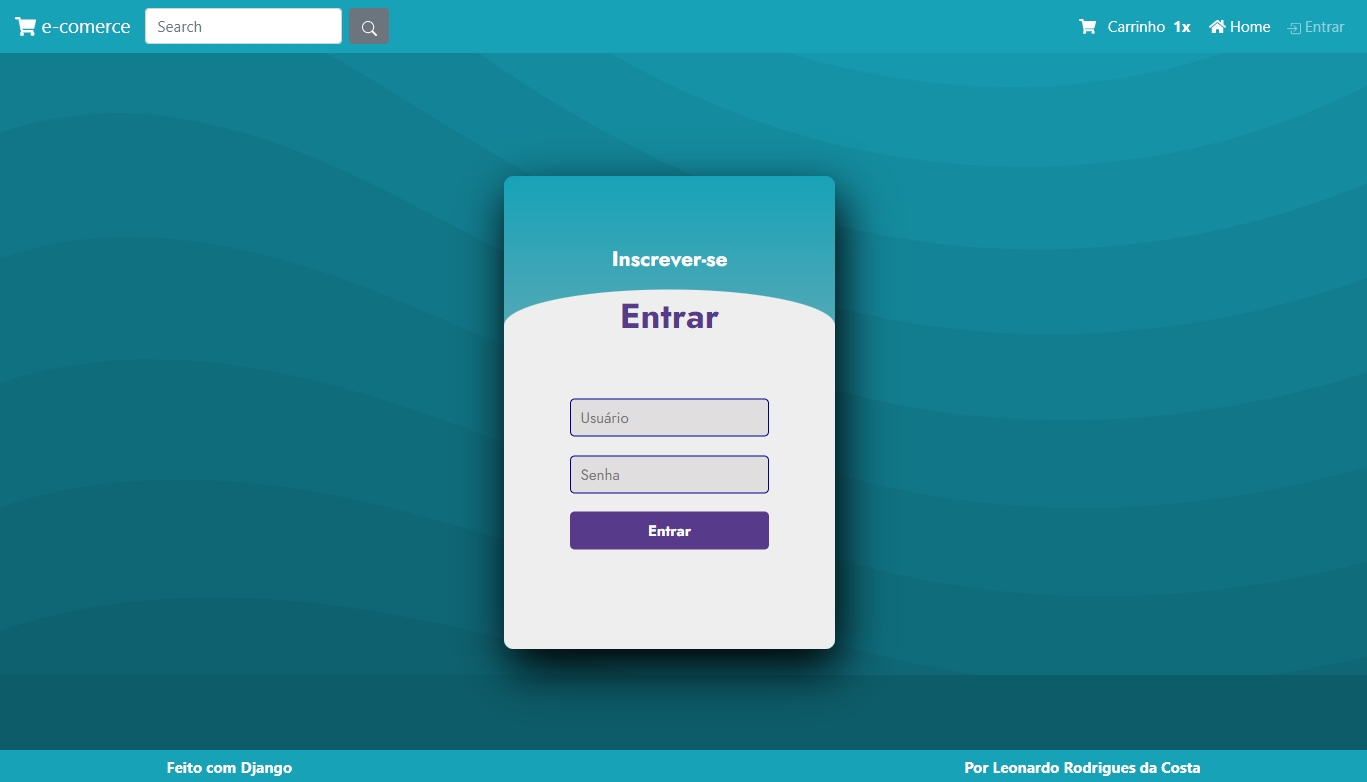 e-comerce Search Carrinho 1x Home Entrar
Inscrever-se
Entrar
Usuário
Senha
Entrar
Feito com Django Por Leonardo Rodrigues da Costa